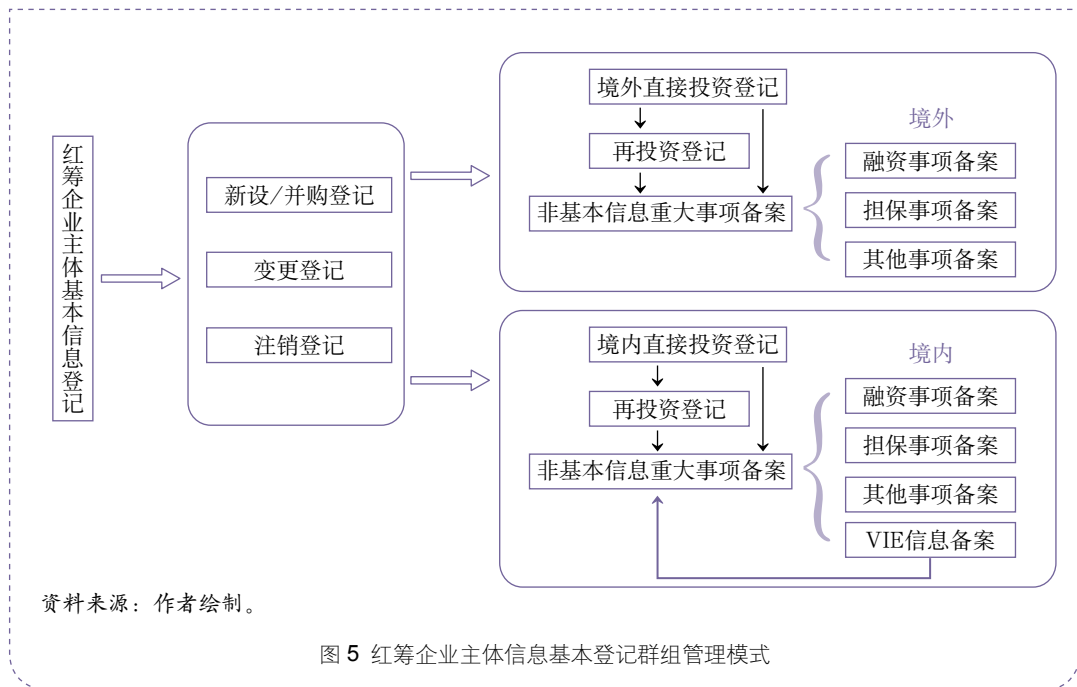 红筹企业主体基本信息登记
新设/并购登记
变更登记
注销登记
境外直接投资登记
再投资登记
非基本信息重大事项备案
境外
融资事项备案
担保事项备案
其他事项备案
境内直接投资登记
再投资登记
非基本信息重大事项备案
境内
融资事项备案
担保事项备案
其他事项备案
VIE信息备案
资料来源：作者绘制。
图 5 红筹企业主体信息基本登记群组管理模式